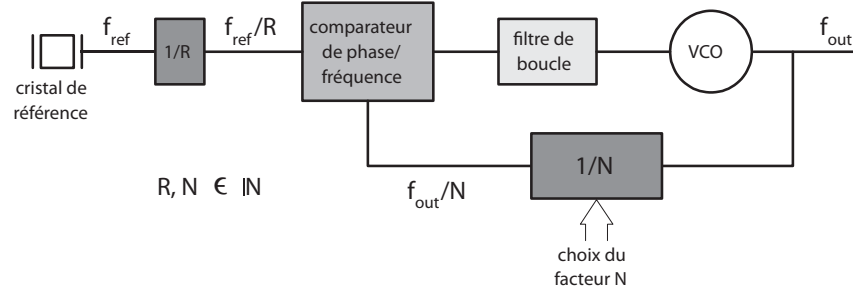 f_ref
f_ref/R
f_out
1/R
comparateur
de phase/
fréquence
filtre de
boucle
VCO
cristal de
référence
1/N
R, N ∈ ℕ
f_out/N
choix du
facteur N